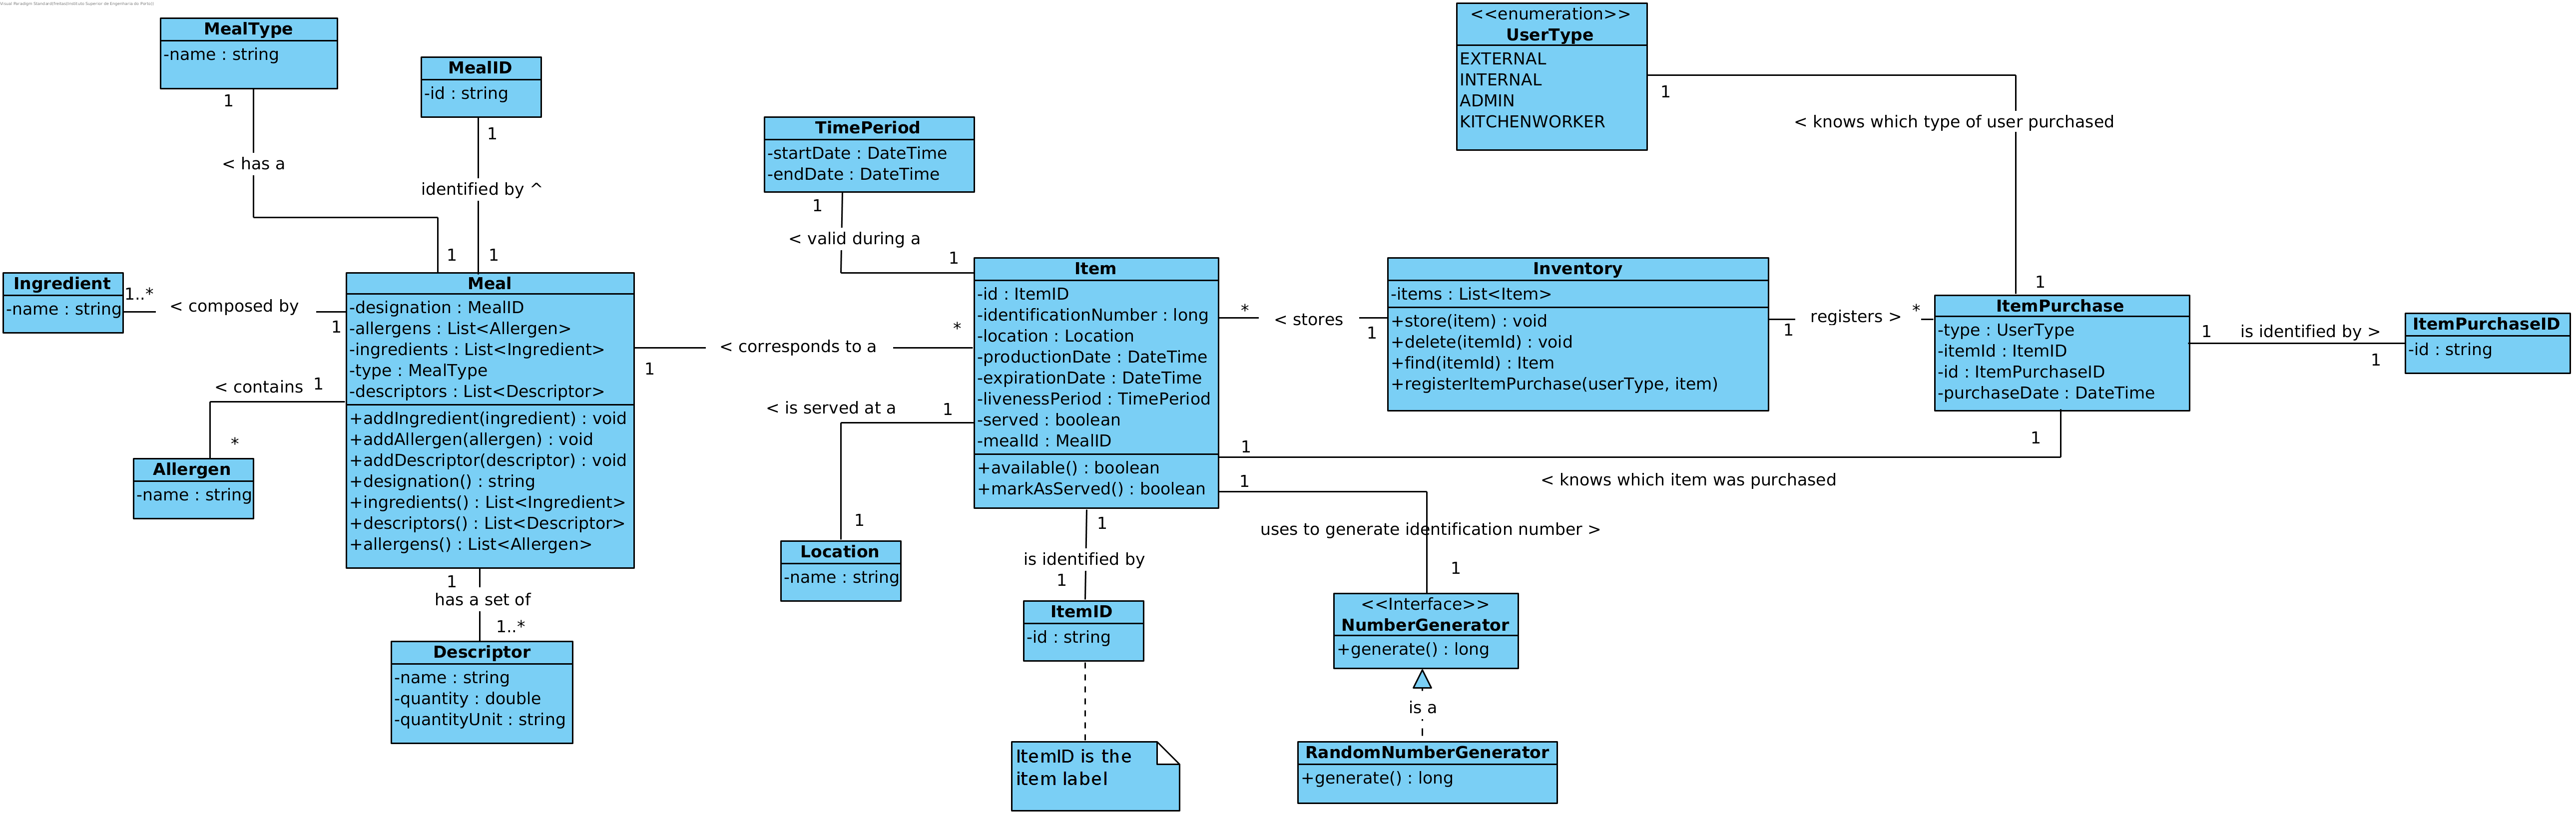 Visual Paradigm Standard(thebas(Instituto Superior de Engenharia do Porto))
MealType
-name : string
1
< has a
1
MealID
-id : string
1
identified by ^
1
Ingredient
-name : string
1..*
< composed by
1
Meal
-designation : MealID
-allergens : List<Allergen>
-ingredients : List<Ingredient>
-type : MealType
-descriptors : List<Descriptor>
+addIngredient(ingredient) : void
+addAllergen(allergen) : void
+addDescriptor(descriptor) : void
+designation() : string
+ingredients() : List<Ingredient>
+descriptors() : List<Descriptor>
+allergens() : List<Allergen>
< contains
1
*
Allergen
-name : string
1
has a set of
1..*
Descriptor
-name : string
-quantity : double
-quantityUnit : string
1
< corresponds to a
*
TimePeriod
-startDate : DateTime
-endDate : DateTime
1
< valid during a
1
Item
-id : ItemID
-identificationNumber : long
-location : Location
-productionDate : DateTime
-expirationDate : DateTime
-livenessPeriod : TimePeriod
-served : boolean
-mealId : MealID
+available() : boolean
+markAsServed() : boolean
< is served at a
1
1
Location
-name : string
1
is identified by
1
ItemID
-id : string
ItemID is the
item label
*
< stores
1
Inventory
-items : List<Item>
+store(item) : void
+delete(itemId) : void
+find(itemId) : Item
+registerItemPurchase(userType, item)
1
registers >
*
<<enumeration>>
UserType
EXTERNAL
INTERNAL
ADMIN
KITCHENWORKER
1
< knows which type of user purchased
1
ItemPurchase
-type : UserType
-itemId : ItemID
-id : ItemPurchaseID
-purchaseDate : DateTime
1
is identified by >
1
ItemPurchaseID
-id : string
1
1
< knows which item was purchased
1
uses to generate identification number >
1
<<Interface>>
NumberGenerator
+generate() : long
is a
RandomNumberGenerator
+generate() : long